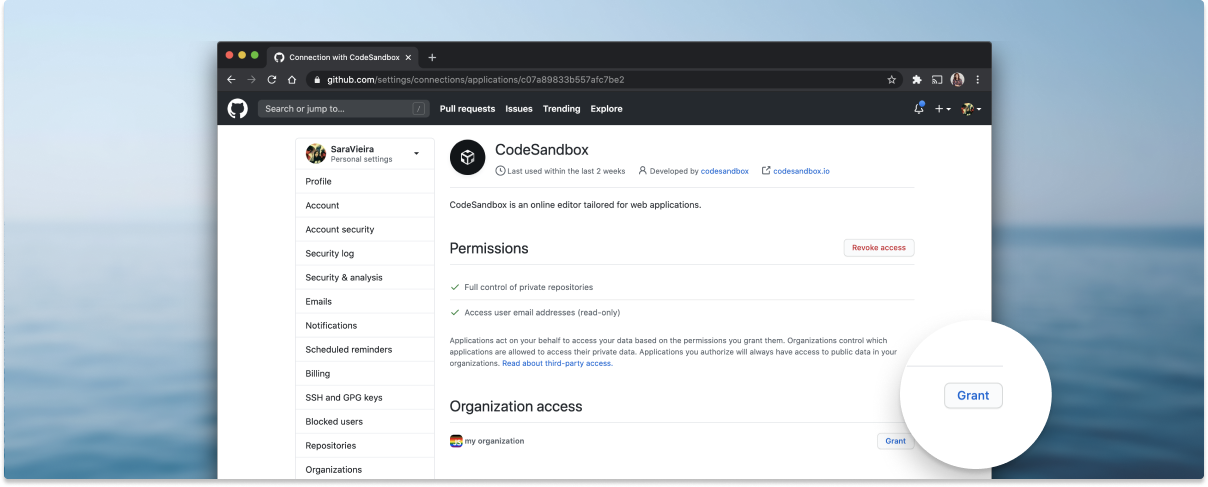 Connection with CodeSandbox
github.com/settings/connections/applications/c07a89833b557afc7be2
Search or jump to...
/
Pull requests Issues Trending Explore
SaraVieira
Personal settings
Profile
Account
Account security
Security log
Security & analysis
Emails
Notifications
Scheduled reminders
Billing
SSH and GPG keys
Blocked users
Repositories
Organizations
CodeSandbox
Last used within the last 2 weeks Developed by codesandbox codesandbox.io
CodeSandbox is an online editor tailored for web applications.
Permissions
Revoke access
Full control of private repositories
Access user email addresses (read-only)
Applications act on your behalf to access your data based on the permissions you grant them. Organizations control which
applications are allowed to access their private data. Applications you authorize will always have access to public data in your
organizations. Read about third-party access.
Organization access
my organization
Grant
Grant